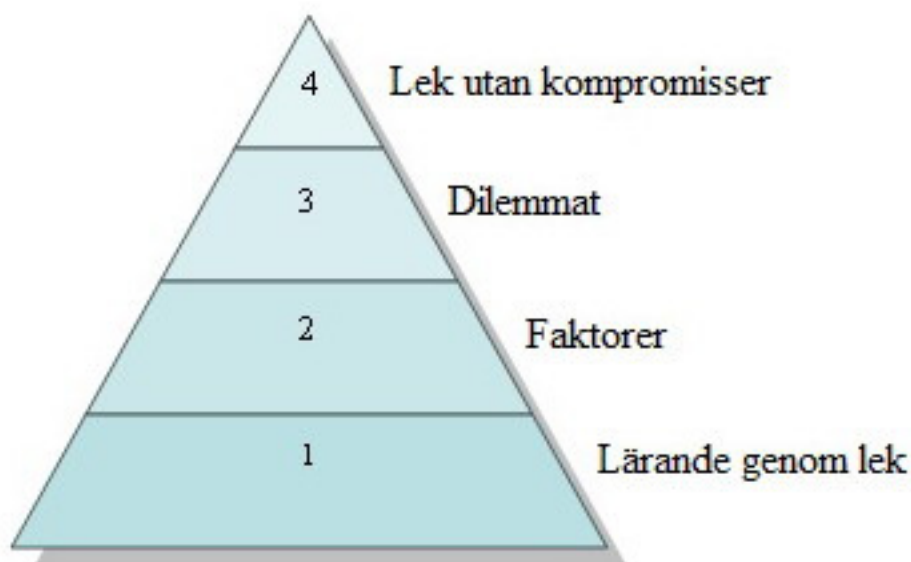 4 Lek utan kompromisser
3 Dilemmat
2 Faktorer
1 Lärande genom lek